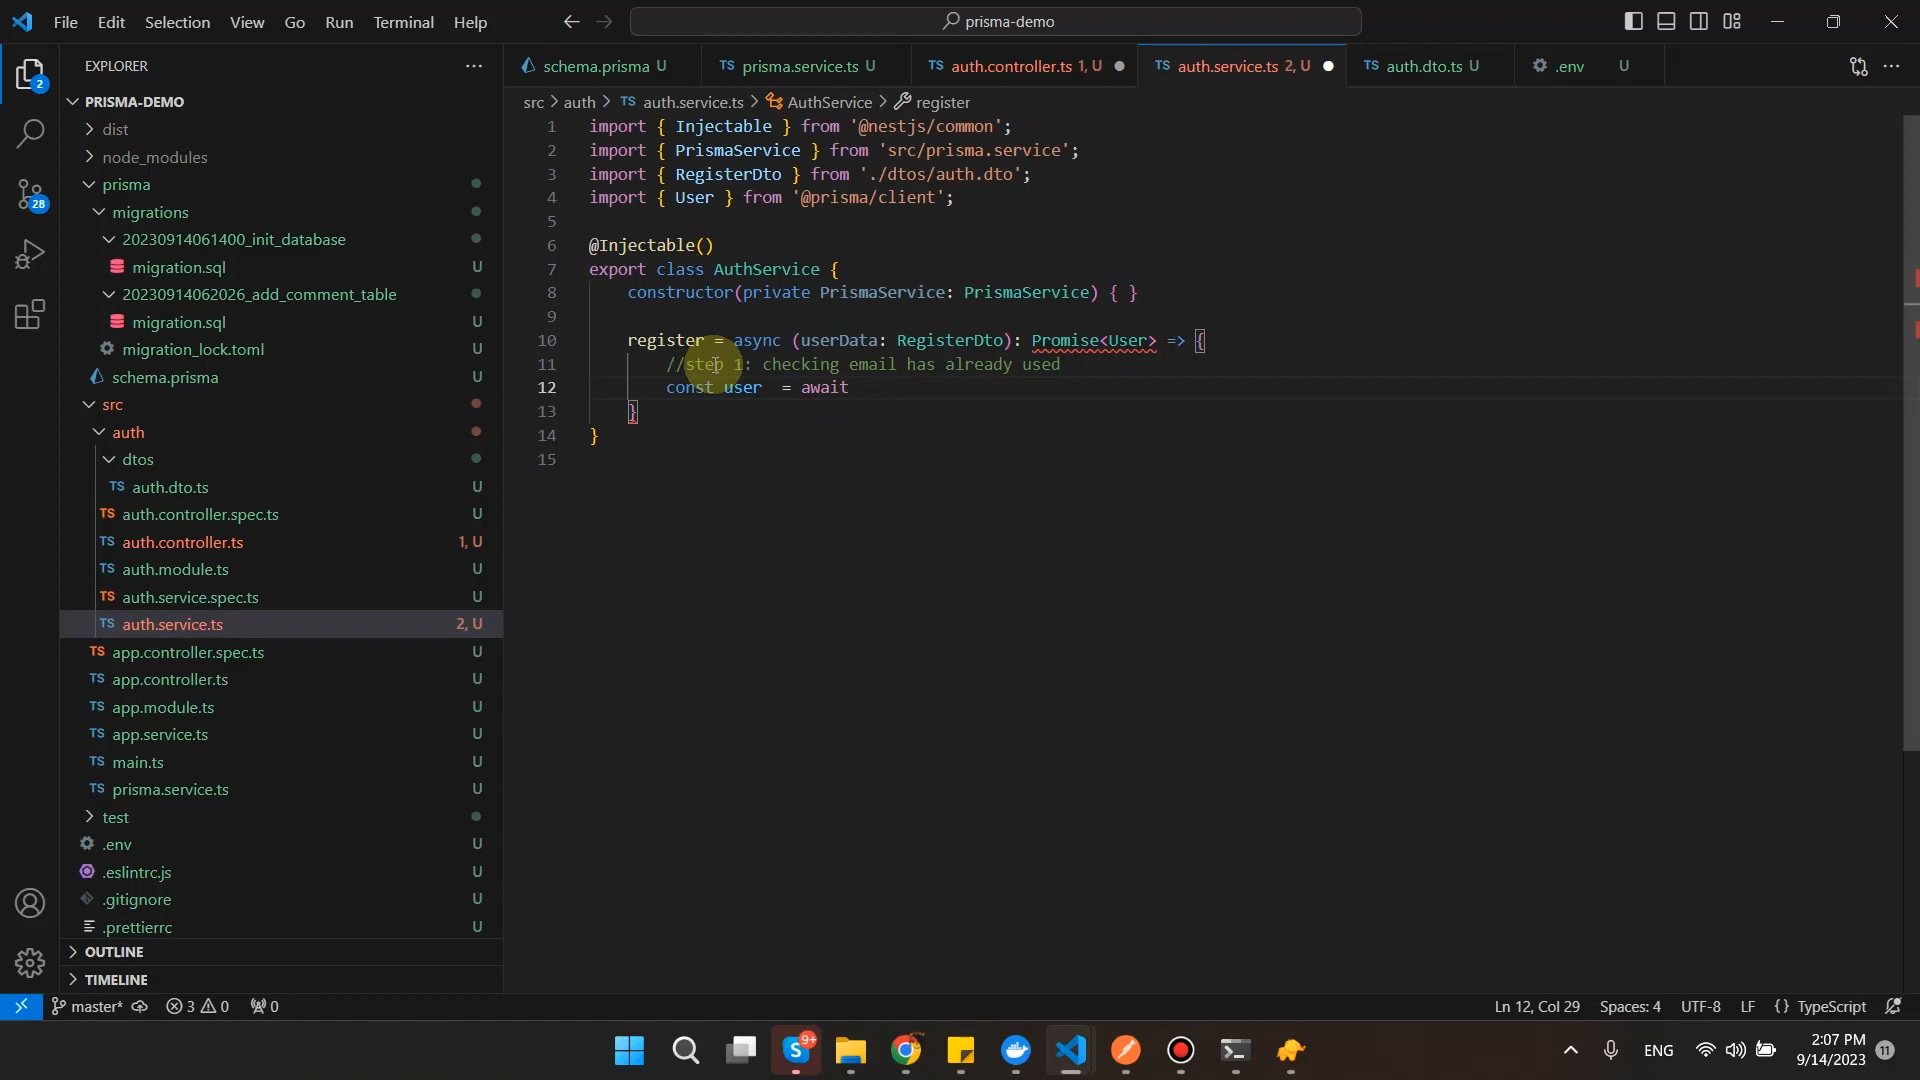 File Edit Selection View Go Run Terminal Help
prisma-demo
EXPLORER
PRISMA-DEMO
dist
node_modules
prisma
migrations
20230914061400_init_database
migration.sql U
20230914062026_add_comment_table
migration.sql U
migration_lock.toml U
schema.prisma U
src
auth
dtos
auth.dto.ts U
auth.controller.spec.ts U
auth.controller.ts 1, U
auth.module.ts U
auth.service.spec.ts U
auth.service.ts 2, U
app.controller.spec.ts U
app.controller.ts U
app.module.ts U
app.service.ts U
main.ts U
prisma.service.ts U
test
.env U
.eslintrc.js U
.gitignore U
.prettierrc U
OUTLINE
TIMELINE
2
28
schema.prisma U
TS prisma.service.ts U
TS auth.controller.ts 1, U
TS auth.service.ts 2, U
TS auth.dto.ts U
.env U
src > auth > TS auth.service.ts > AuthService > register
1 import { Injectable } from '@nestjs/common';
2 import { PrismaService } from 'src/prisma.service';
3 import { RegisterDto } from './dtos/auth.dto';
4 import { User } from '@prisma/client';
5
6 @Injectable()
7 export class AuthService {
8 constructor(private PrismaService: PrismaService) { }
9
10 register = async (userData: RegisterDto): Promise<User> => {
11 //step 1: checking email has already used
12 const user  = await
13 }
14 }
15
master* 3 0 0
Ln 12, Col 29 Spaces: 4 UTF-8 LF { } TypeScript
S 9+
ENG
2:07 PM
9/14/2023
11